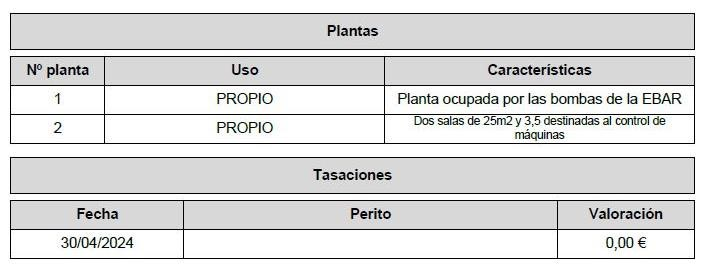 Plantas
Nº planta Uso Características
1 PROPIO Planta ocupada por las bombas de la EBAR
2 PROPIO Dos salas de 25m2 y 3,5 destinadas al control de
máquinas
Tasaciones
Fecha Perito Valoración
30/04/2024 0,00 €